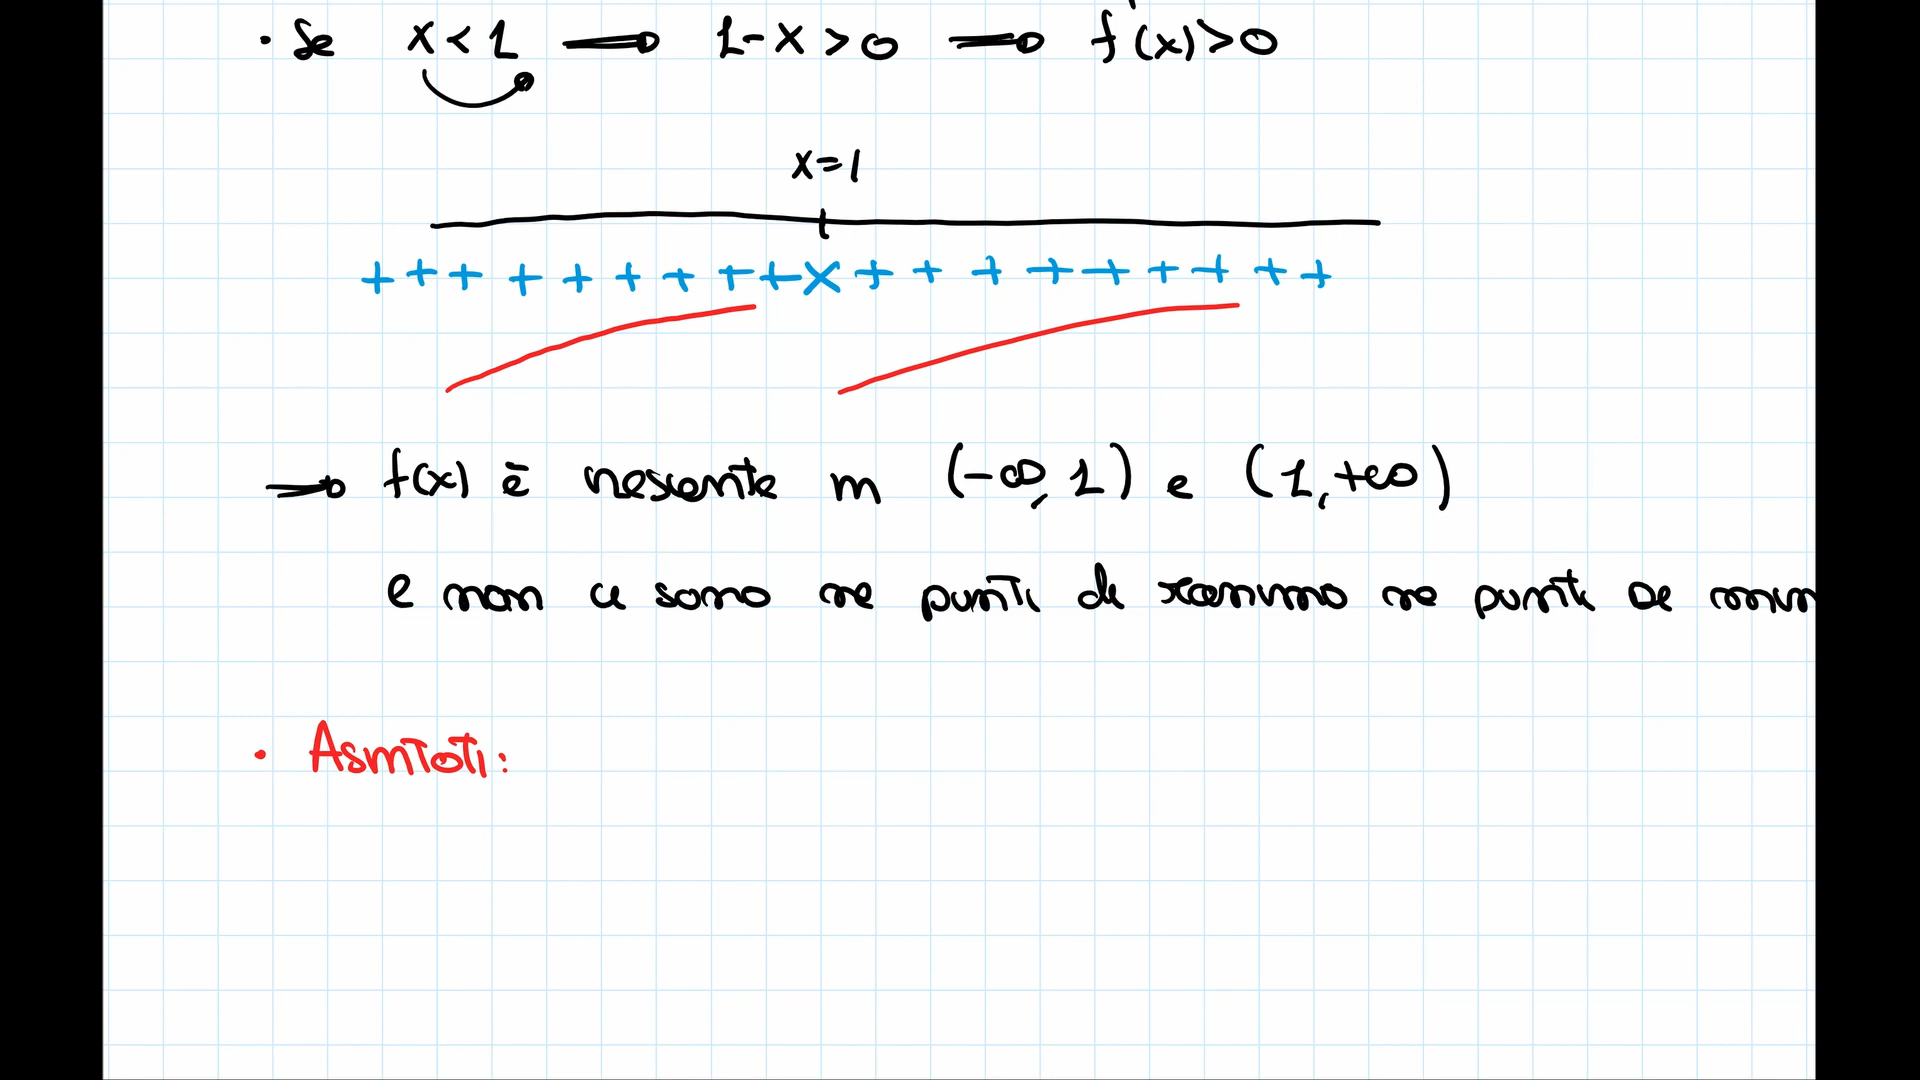 · Se x < 1 ⟹ 1-x > 0 ⟹ f'(x) > 0
x=1
+ + + + + + + + + X + + + + + + + + +
→ f(x) è crescente in (-∞, 1) e (1, +∞)
e non ci sono né punti di massimo né punti di min
· Asintoti: